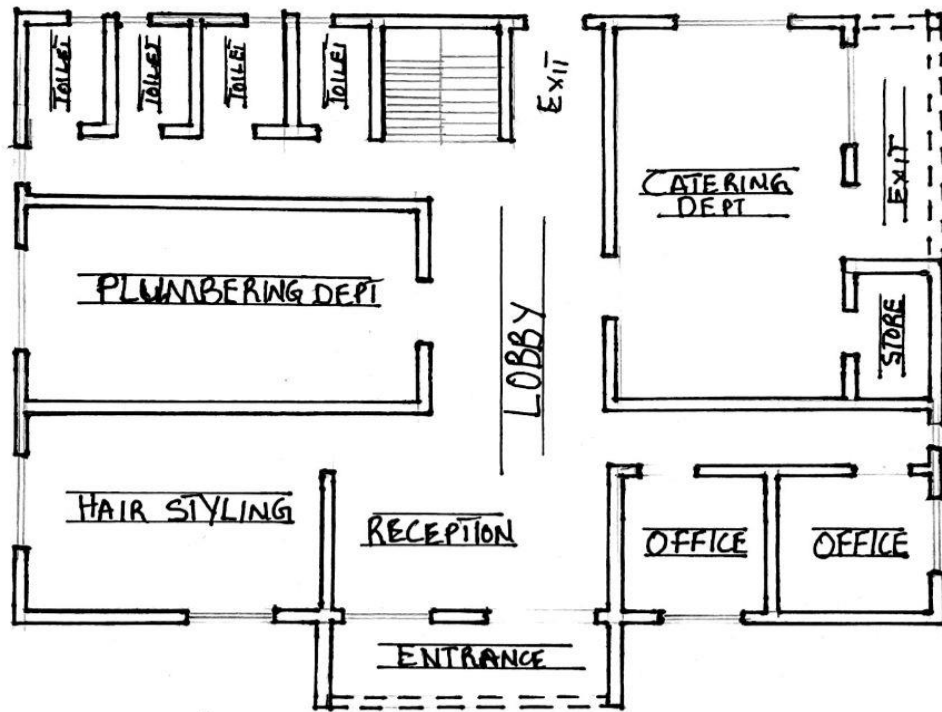 TOILET
TOILET
TOILET
TOILET
EXIT
CATERING
DEPT
EXIT
PLUMBERING DEPT
LOBBY
STORE
HAIR STYLING
RECEPTION
OFFICE
OFFICE
ENTRANCE